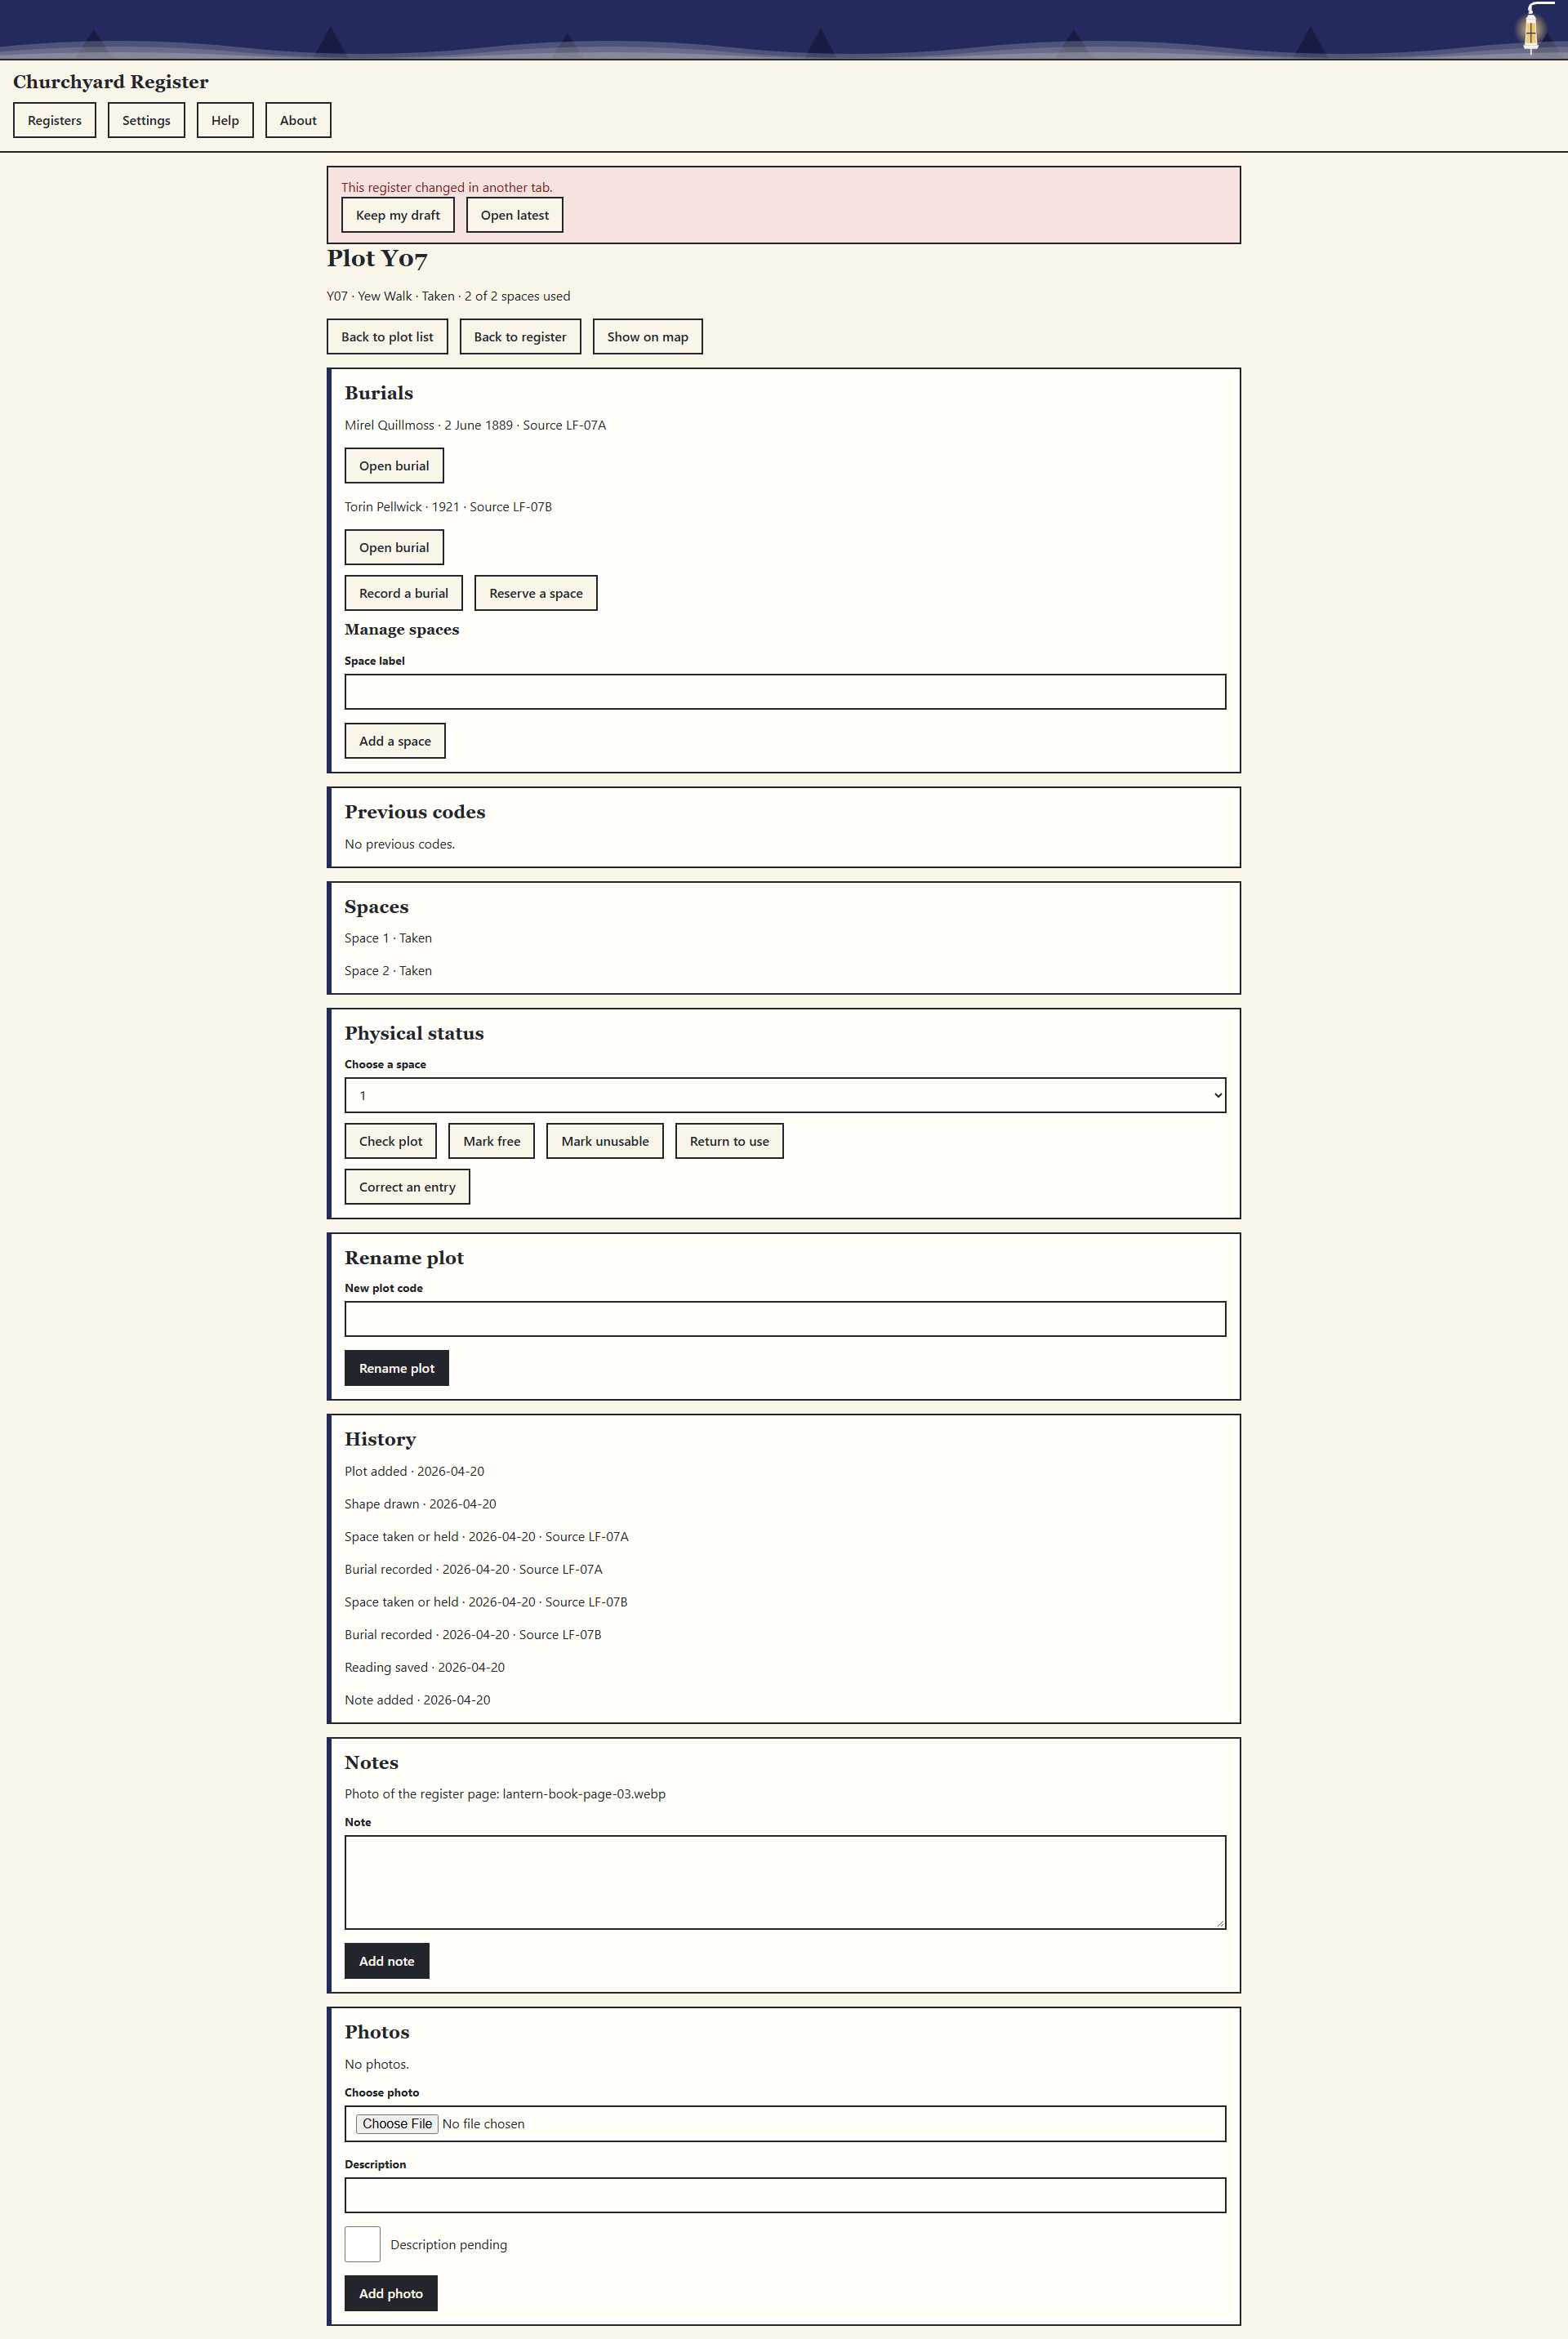 Churchyard Register
Registers Settings Help About
This register changed in another tab.
Keep my draft Open latest
Plot Y07
Y07 · Yew Walk · Taken · 2 of 2 spaces used
Back to plot list Back to register Show on map
Burials
Mirel Quillmoss · 2 June 1889 · Source LF-07A
Open burial
Torin Pellwick · 1921 · Source LF-07B
Open burial
Record a burial Reserve a space
Manage spaces
Space label
Add a space
Previous codes
No previous codes.
Spaces
Space 1 · Taken
Space 2 · Taken
Physical status
Choose a space
1
Check plot Mark free Mark unusable Return to use
Correct an entry
Rename plot
New plot code
Rename plot
History
Plot added · 2026-04-20
Shape drawn · 2026-04-20
Space taken or held · 2026-04-20 · Source LF-07A
Burial recorded · 2026-04-20 · Source LF-07A
Space taken or held · 2026-04-20 · Source LF-07B
Burial recorded · 2026-04-20 · Source LF-07B
Reading saved · 2026-04-20
Note added · 2026-04-20
Notes
Photo of the register page: lantern-book-page-03.webp
Note
Add note
Photos
No photos.
Choose photo
Choose File No file chosen
Description
Description pending
Add photo